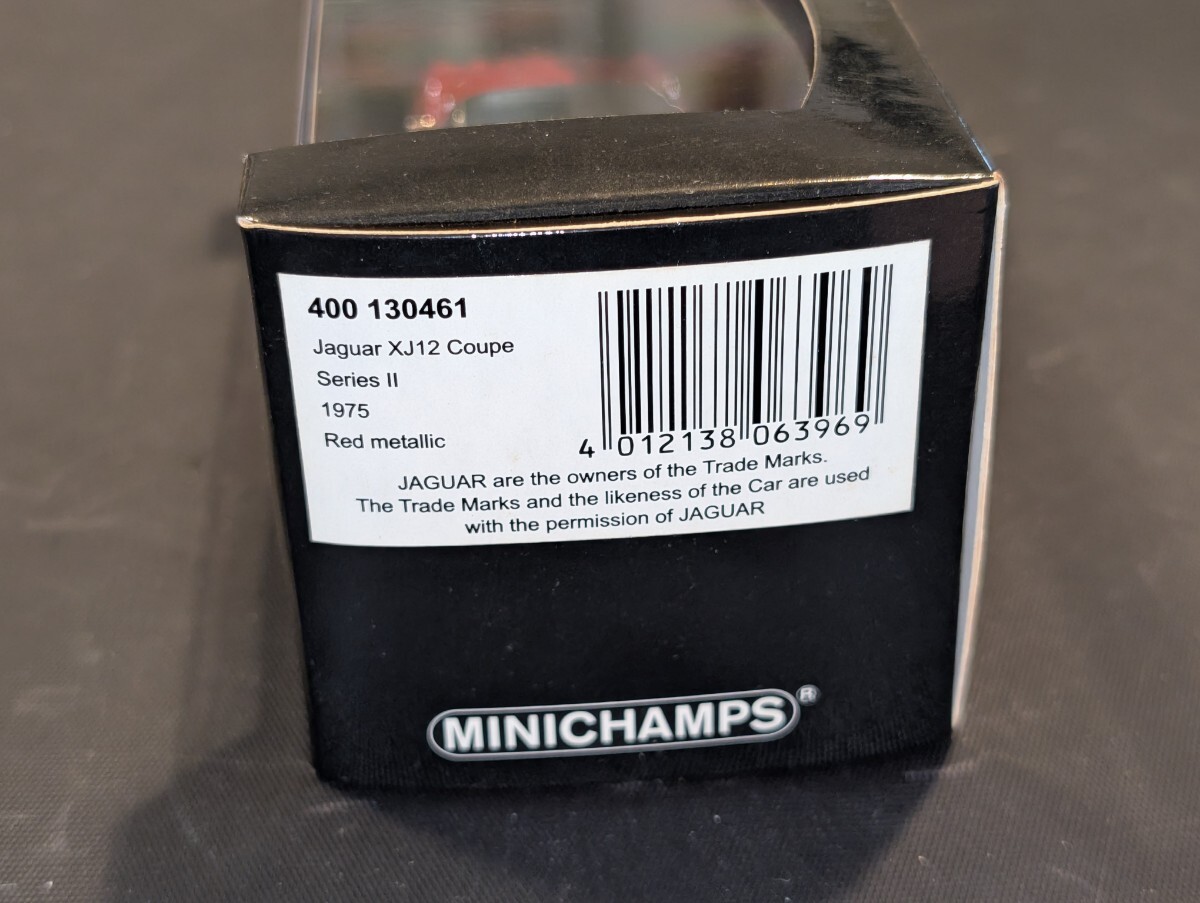 400 130461
Jaguar XJ12 Coupe
Series II
1975
Red metallic
4 012138 063969
JAGUAR are the owners of the Trade Marks.
The Trade Marks and the likeness of the Car are used
with the permission of JAGUAR
MINICHAMPS®